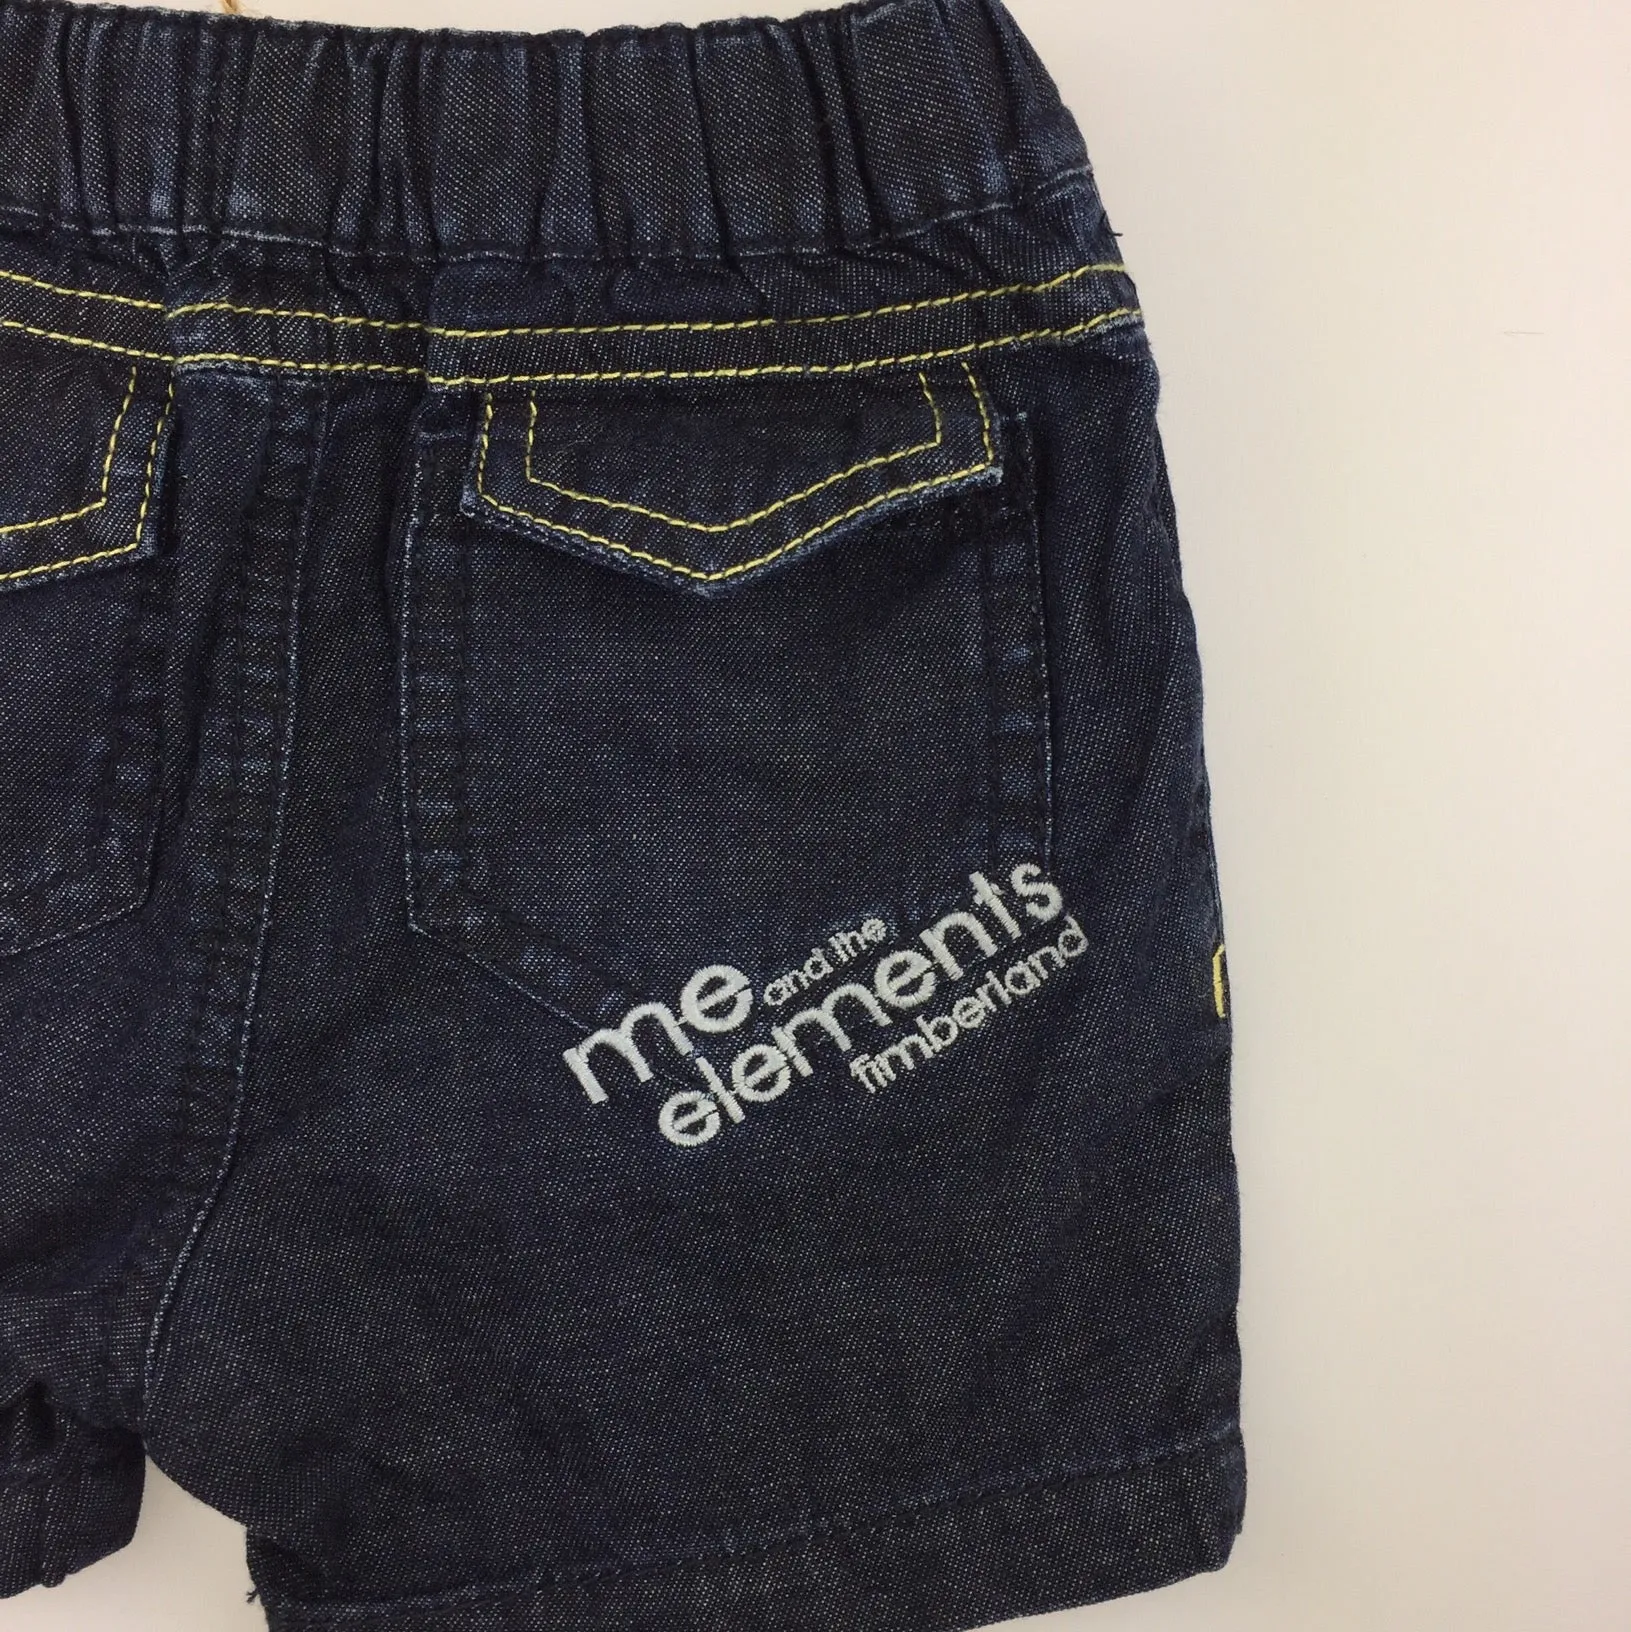 me and the
elements
timberland